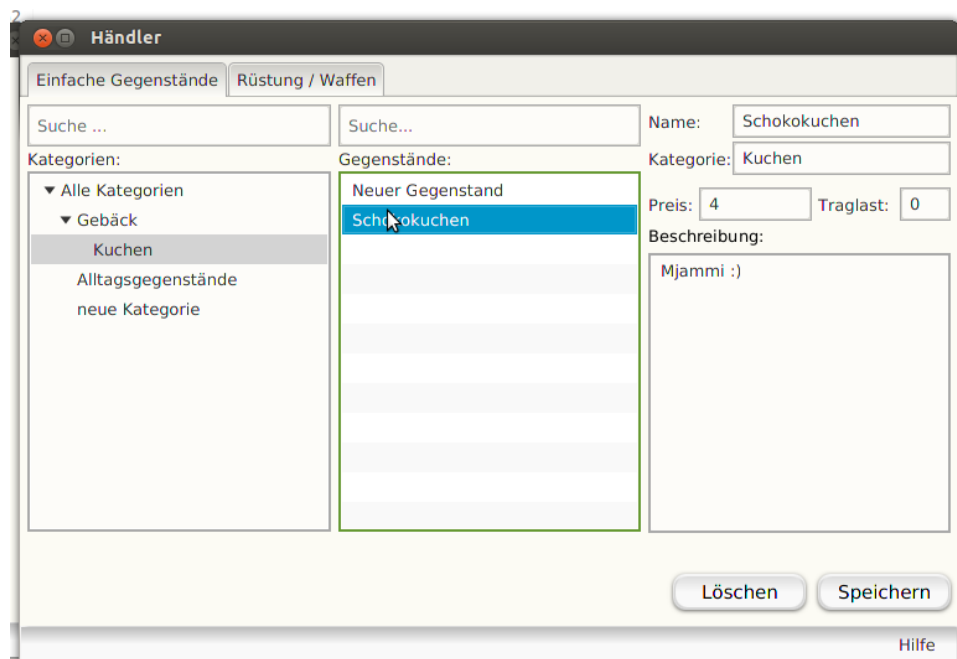 2
Händler
Einfache Gegenstände
Rüstung / Waffen
Suche ...
Kategorien:
Alle Kategorien
Gebäck
Kuchen
Alltagsgegenstände
neue Kategorie
Suche...
Gegenstände:
Neuer Gegenstand
Schokokuchen
Name: Schokokuchen
Kategorie: Kuchen
Preis: 4 Traglast: 0
Beschreibung:
Mjammi :)
Löschen
Speichern
Hilfe